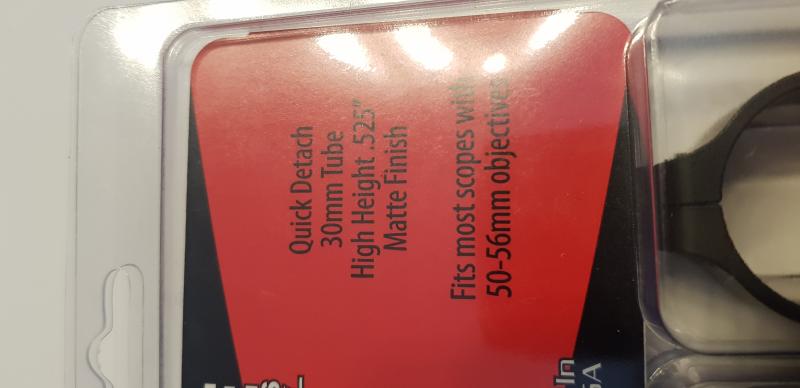 Quick Detach
30mm Tube
High Height .525”
Matte Finish
Fits most scopes with
50-56mm objectives